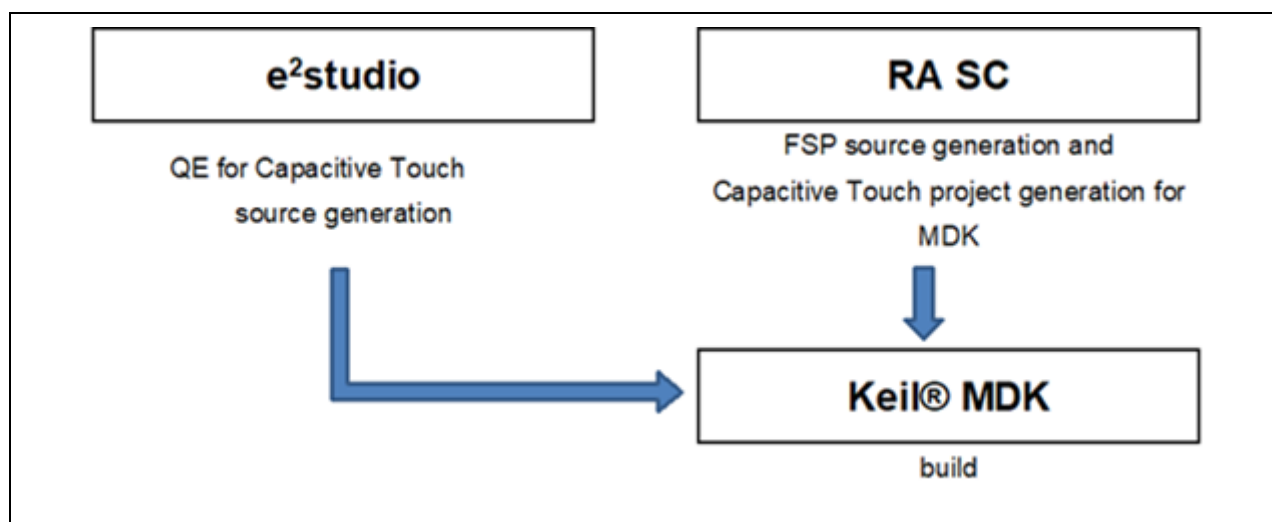 e²studio
QE for Capacitive Touch
source generation
RA SC
FSP source generation and
Capacitive Touch project generation for
MDK
Keil® MDK
build